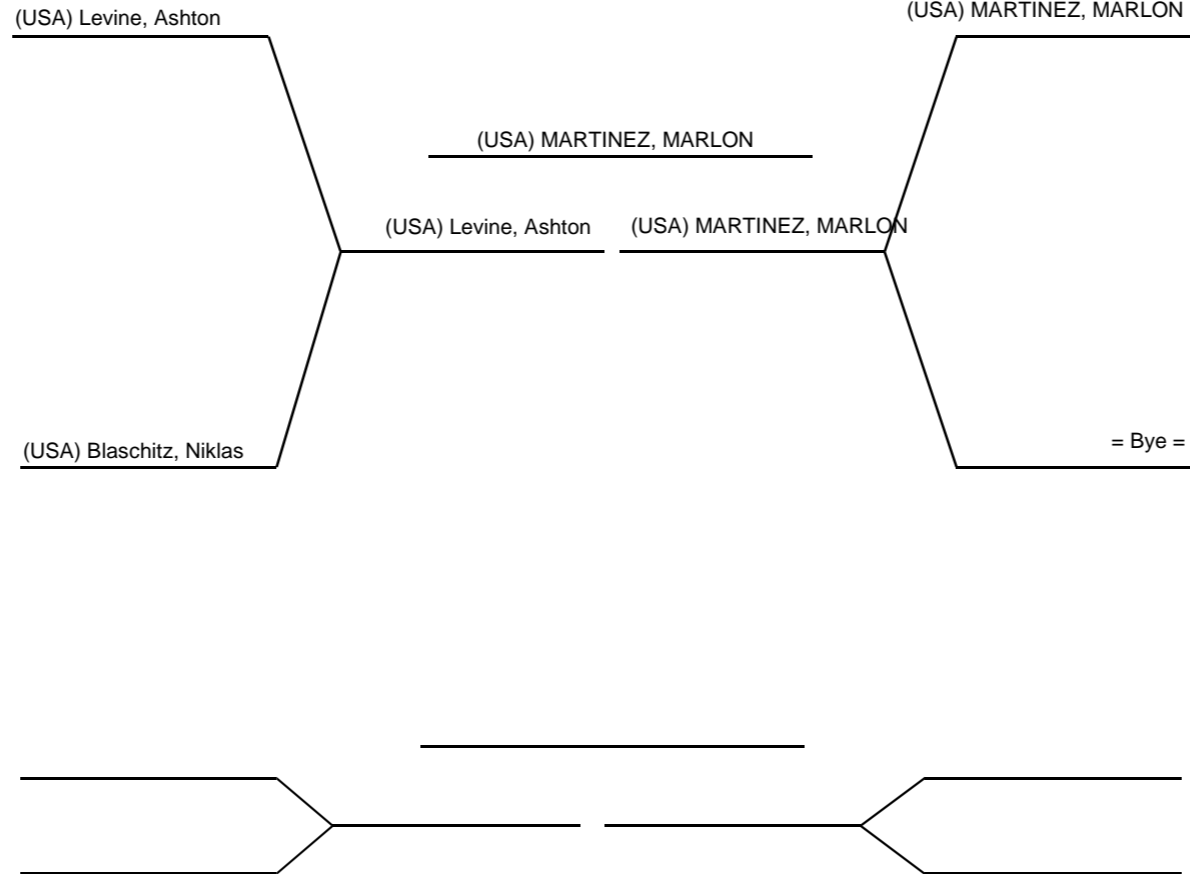 (USA) Levine, Ashton
(USA) MARTINEZ, MARLON
(USA) MARTINEZ, MARLON
(USA) Levine, Ashton
(USA) MARTINEZ, MARLON
(USA) Blaschitz, Niklas
= Bye =